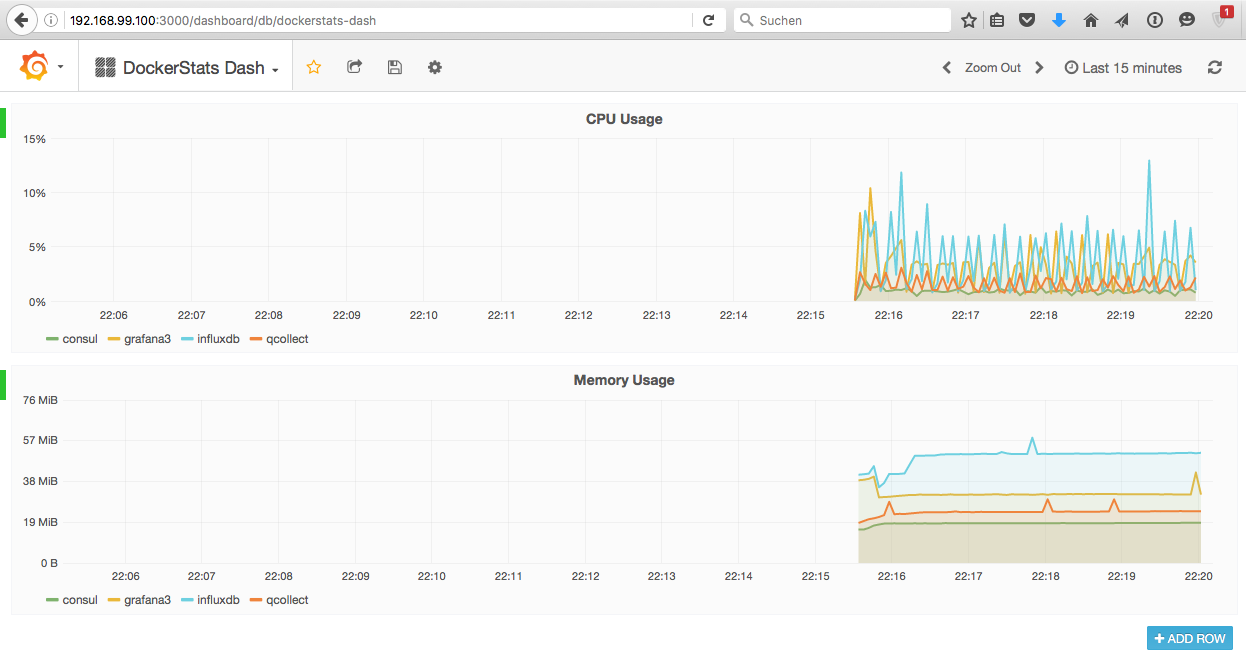 192.168.99.100:3000/dashboard/db/dockerstats-dash Suchen 1
DockerStats Dash Zoom Out Last 15 minutes
CPU Usage
15%
10%
5%
0%
22:06 22:07 22:08 22:09 22:10 22:11 22:12 22:13 22:14 22:15 22:16 22:17 22:18 22:19 22:20
consul grafana3 influxdb qcollect
Memory Usage
76 MiB
57 MiB
38 MiB
19 MiB
0 B
22:06 22:07 22:08 22:09 22:10 22:11 22:12 22:13 22:14 22:15 22:16 22:17 22:18 22:19 22:20
consul grafana3 influxdb qcollect
+ ADD ROW